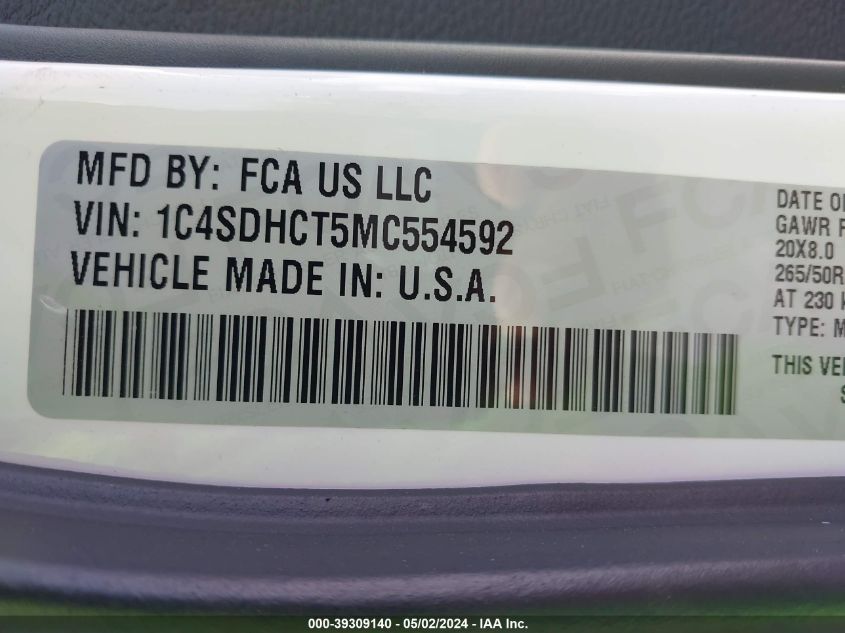 MFD BY: FCA US LLC
VIN: 1C4SDHCT5MC554592
VEHICLE MADE IN: U.S.A.
DATE O
GAWR
20X8.0
265/50R
AT 230
TYPE:
THIS
000-39309140 - 05/02/2024 - IAA Inc.